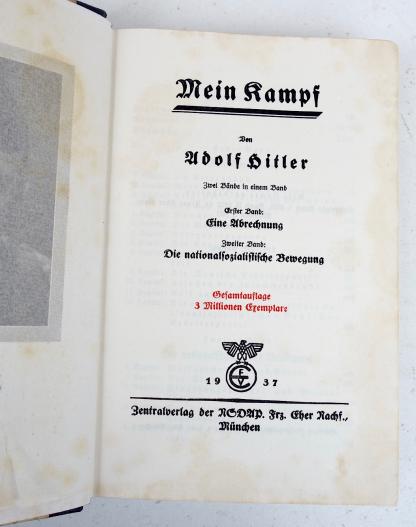 Mein Kampf
Von
Adolf Hitler
Zwei Bände in einem Band
Erster Band:
Eine Abrechnung
Zweiter Band:
Die nationalsozialistische Bewegung
Gesamtauflage
3 Millionen Exemplare
19 37
Zentralverlag der NSDAP. Frz. Eher Nachf.,
München